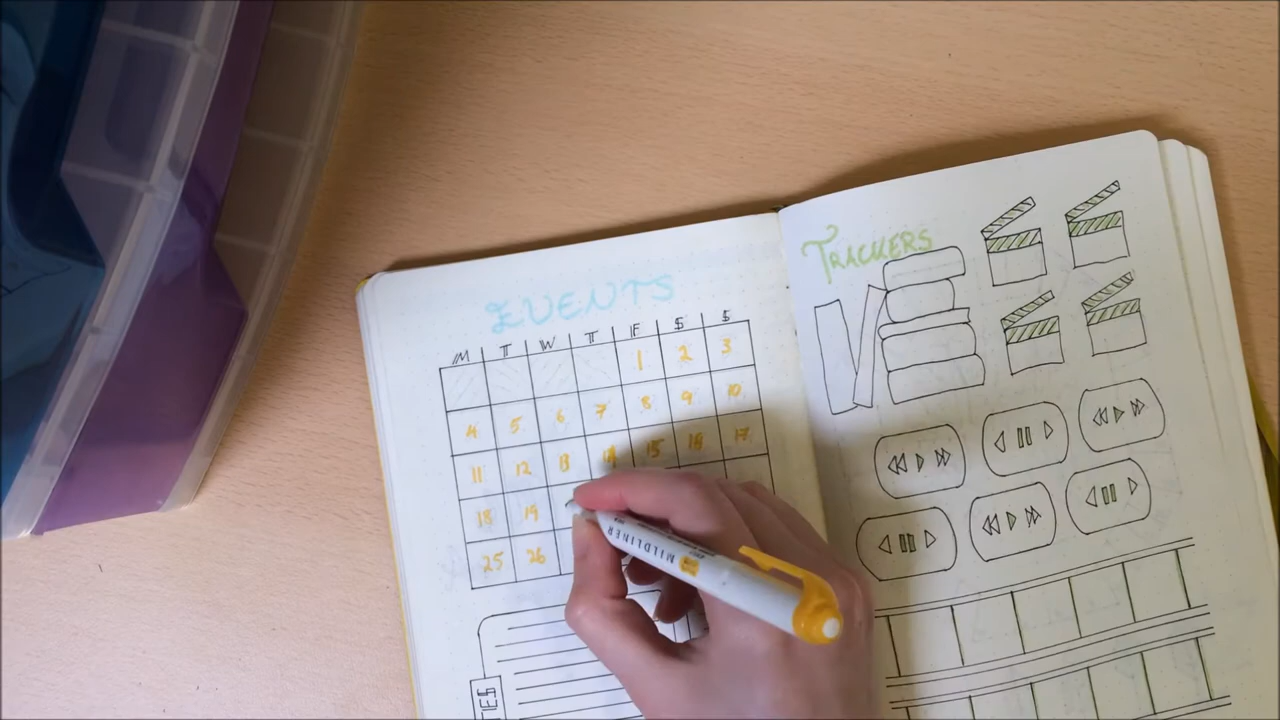 EVENTS
M T W T F S S
1 2 3
4 5 6 7 8 9 10
11 12 13 14 15 16 17
18 19
25 26
TRACKERS
MILDLINER